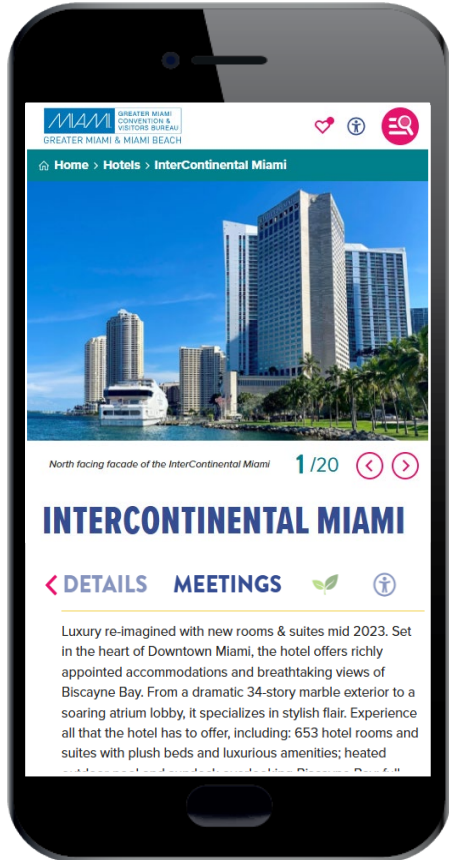 MIAMI
GREATER MIAMI
CONVENTION &
VISITORS BUREAU
GREATER MIAMI & MIAMI BEACH
Home > Hotels > InterContinental Miami
North facing facade of the InterContinental Miami
1/20
INTERCONTINENTAL MIAMI
DETAILS MEETINGS
Luxury re-imagined with new rooms & suites mid 2023. Set
in the heart of Downtown Miami, the hotel offers richly
appointed accommodations and breathtaking views of
Biscayne Bay. From a dramatic 34-story marble exterior to a
soaring atrium lobby, it specializes in stylish flair. Experience
all that the hotel has to offer, including: 653 hotel rooms and
suites with plush beds and luxurious amenities; heated